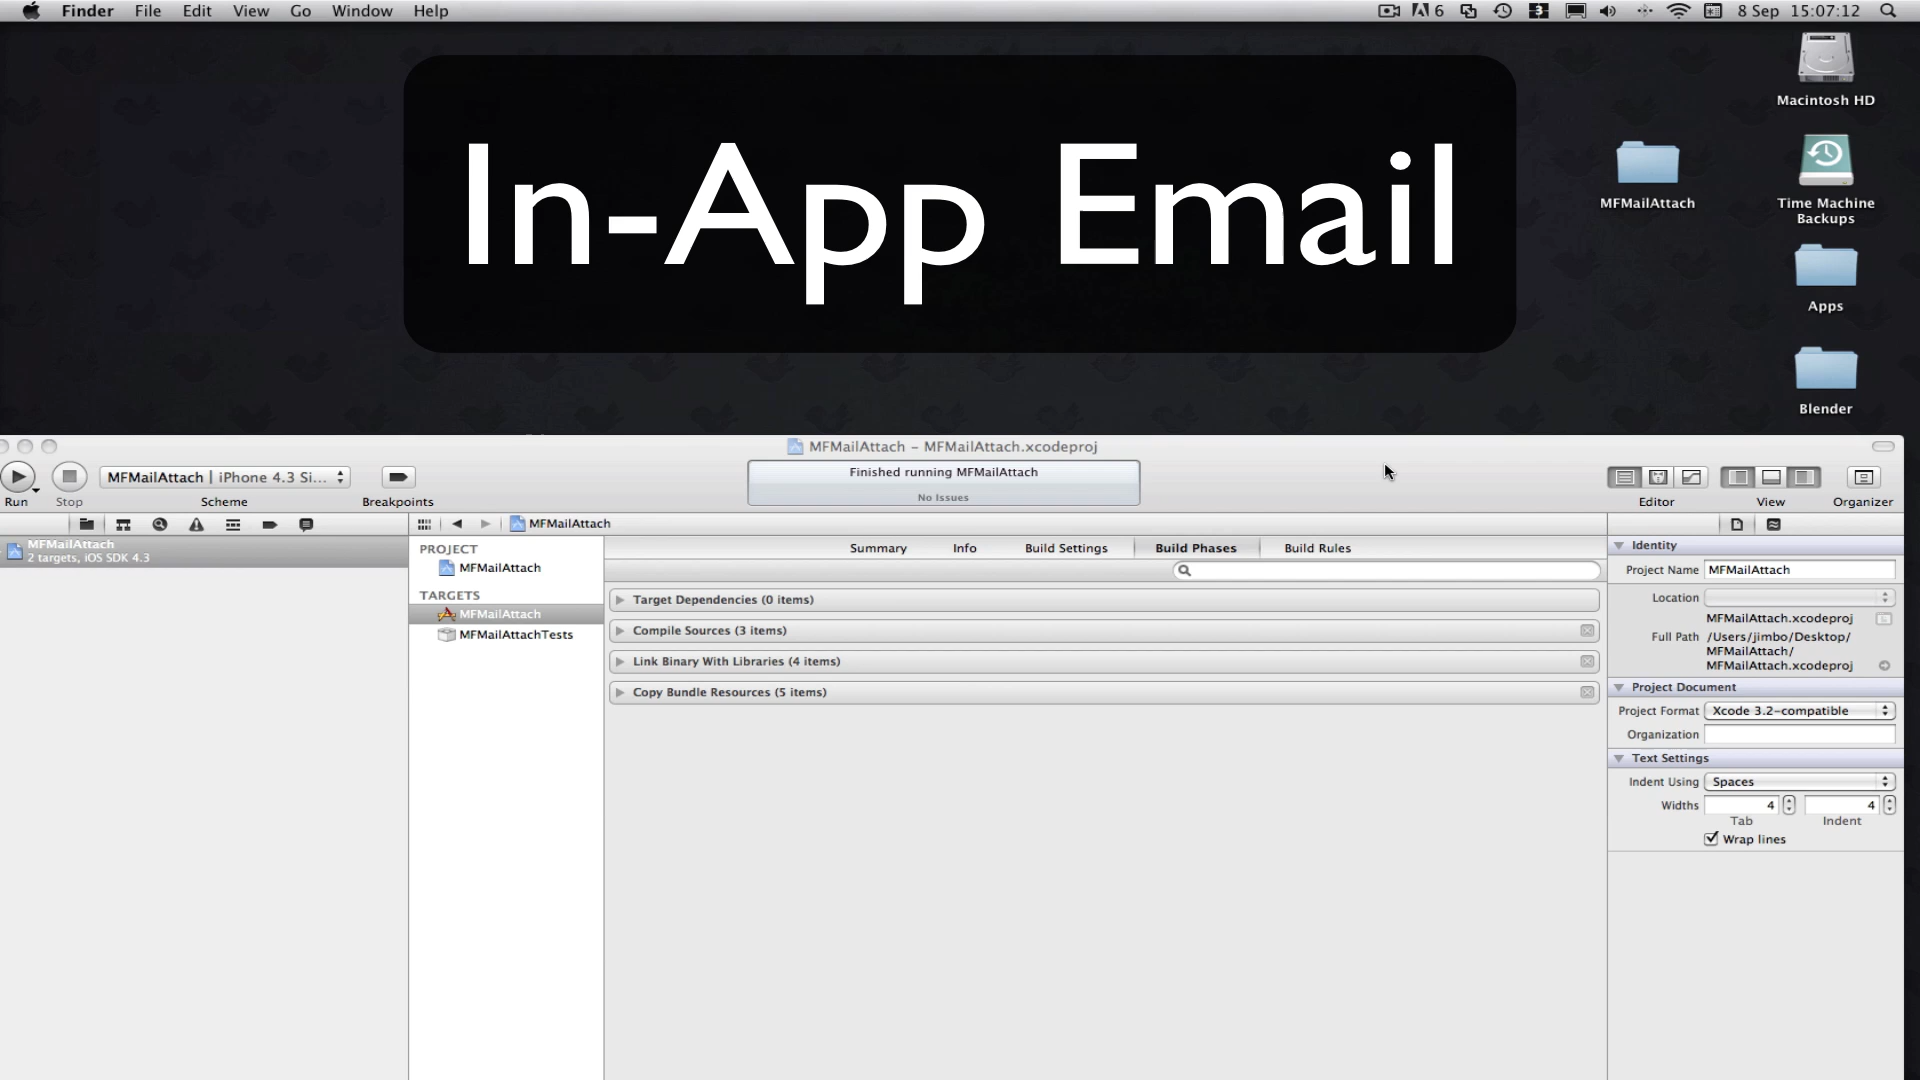 Finder File Edit View Go Window Help
6 8 Sep 15:07:12
In-App Email
Macintosh HD
MFMailAttach
Time Machine
Backups
Apps
Blender
MFMailAttach – MFMailAttach.xcodeproj
MFMailAttach | iPhone 4.3 Si...
Finished running MFMailAttach
No Issues
Run Stop Scheme Breakpoints Editor View Organizer
MFMailAttach
2 targets, iOS SDK 4.3
MFMailAttach
PROJECT
MFMailAttach
TARGETS
MFMailAttach
MFMailAttachTests
Summary Info Build Settings Build Phases Build Rules
Target Dependencies (0 items)
Compile Sources (3 items)
Link Binary With Libraries (4 items)
Copy Bundle Resources (5 items)
Identity
Project Name MFMailAttach
Location
MFMailAttach.xcodeproj
Full Path /Users/jimbo/Desktop/
MFMailAttach/
MFMailAttach.xcodeproj
Project Document
Project Format Xcode 3.2-compatible
Organization
Text Settings
Indent Using Spaces
Widths 4 4
Tab Indent
Wrap lines